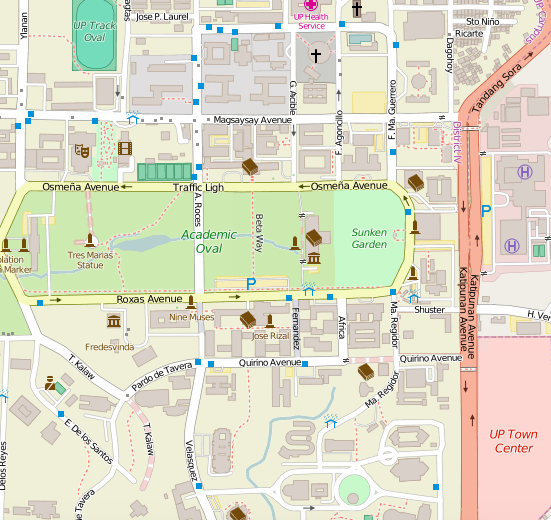 Ylanan
UP Track
Oval
Jose P. Laurel
UP Health
Service
Sto Niño
Ricarte
Dagohoy
Tandang Sora
G. Apacible
F. Agoncillo
F. Ma. Guerrero
Magsaysay Avenue
District IV
Osmeña Avenue
Traffic Ligh
Osmeña Avenue
A. Roces
Beta Way
Academic
Oval
Sunken
Garden
P
H
H
Tres Marias
Statue
olation
Marker
P
Roxas Avenue
Nine Muses
Jose Rizal
Fernandez
Africa
Ma. Regidor
Shuster
H. Ve
Katipunan Avenue
Katipunan Avenue
Fredesvinda
Quirino Avenue
Quirino Avenue
T. Kalaw
Pardo de Tavera
Ma. Regidor
E. De los Santos
T. Kalaw
Velasquez
Delos Reyes
e Tavera
UP Town
Center